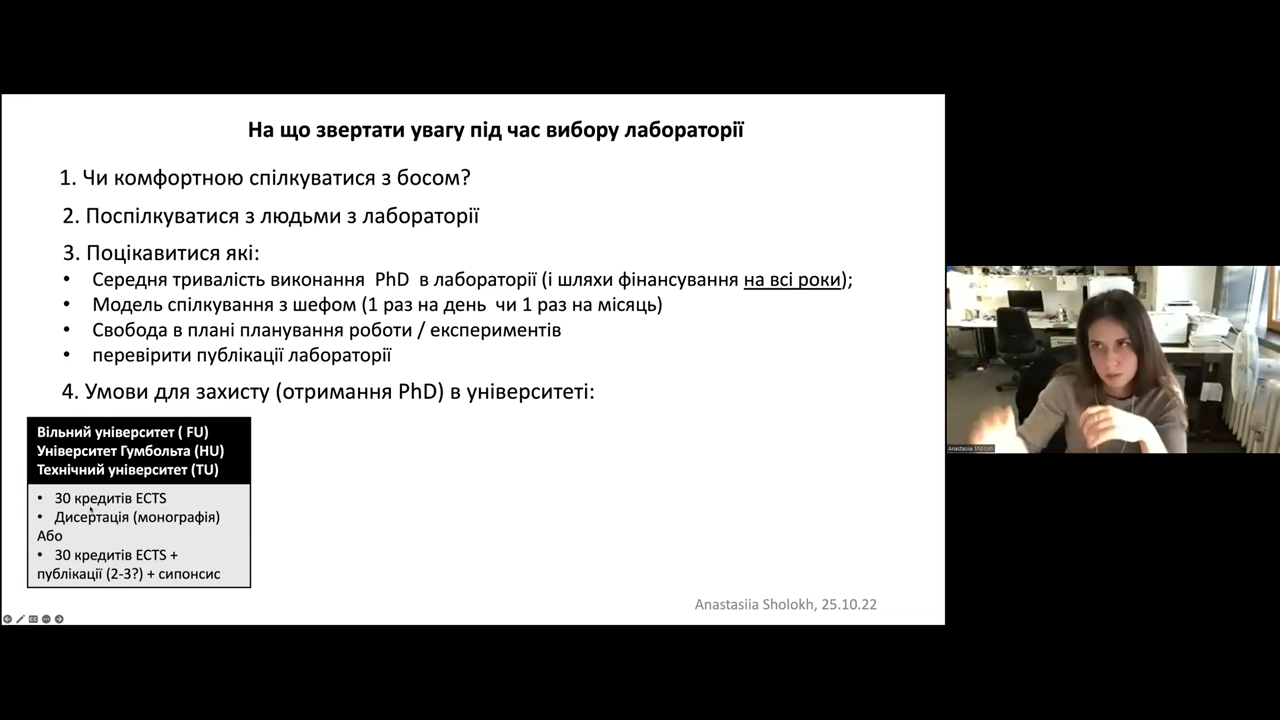 На що звертати увагу під час вибору лабораторії
1. Чи комфортною спілкуватися з босом?
2. Поспілкуватися з людьми з лабораторії
3. Поцікавитися які:
• Середня тривалість виконання PhD в лабораторії (і шляхи фінансування на всі роки);
• Модель спілкування з шефом (1 раз на день чи 1 раз на місяць)
• Свобода в плані планування роботи / експериментів
• перевірити публікації лабораторії
4. Умови для захисту (отримання PhD) в університеті:
Вільний університет ( FU)
Університет Гумбольта (HU)
Технічний університет (TU)
• 30 кредитів ECTS
• Дисертація (монографія)
Або
• 30 кредитів ECTS +
публікації (2-3?) + сипонсис
Anastasiia Sholokh, 25.10.22
Anastasiia Sholokh